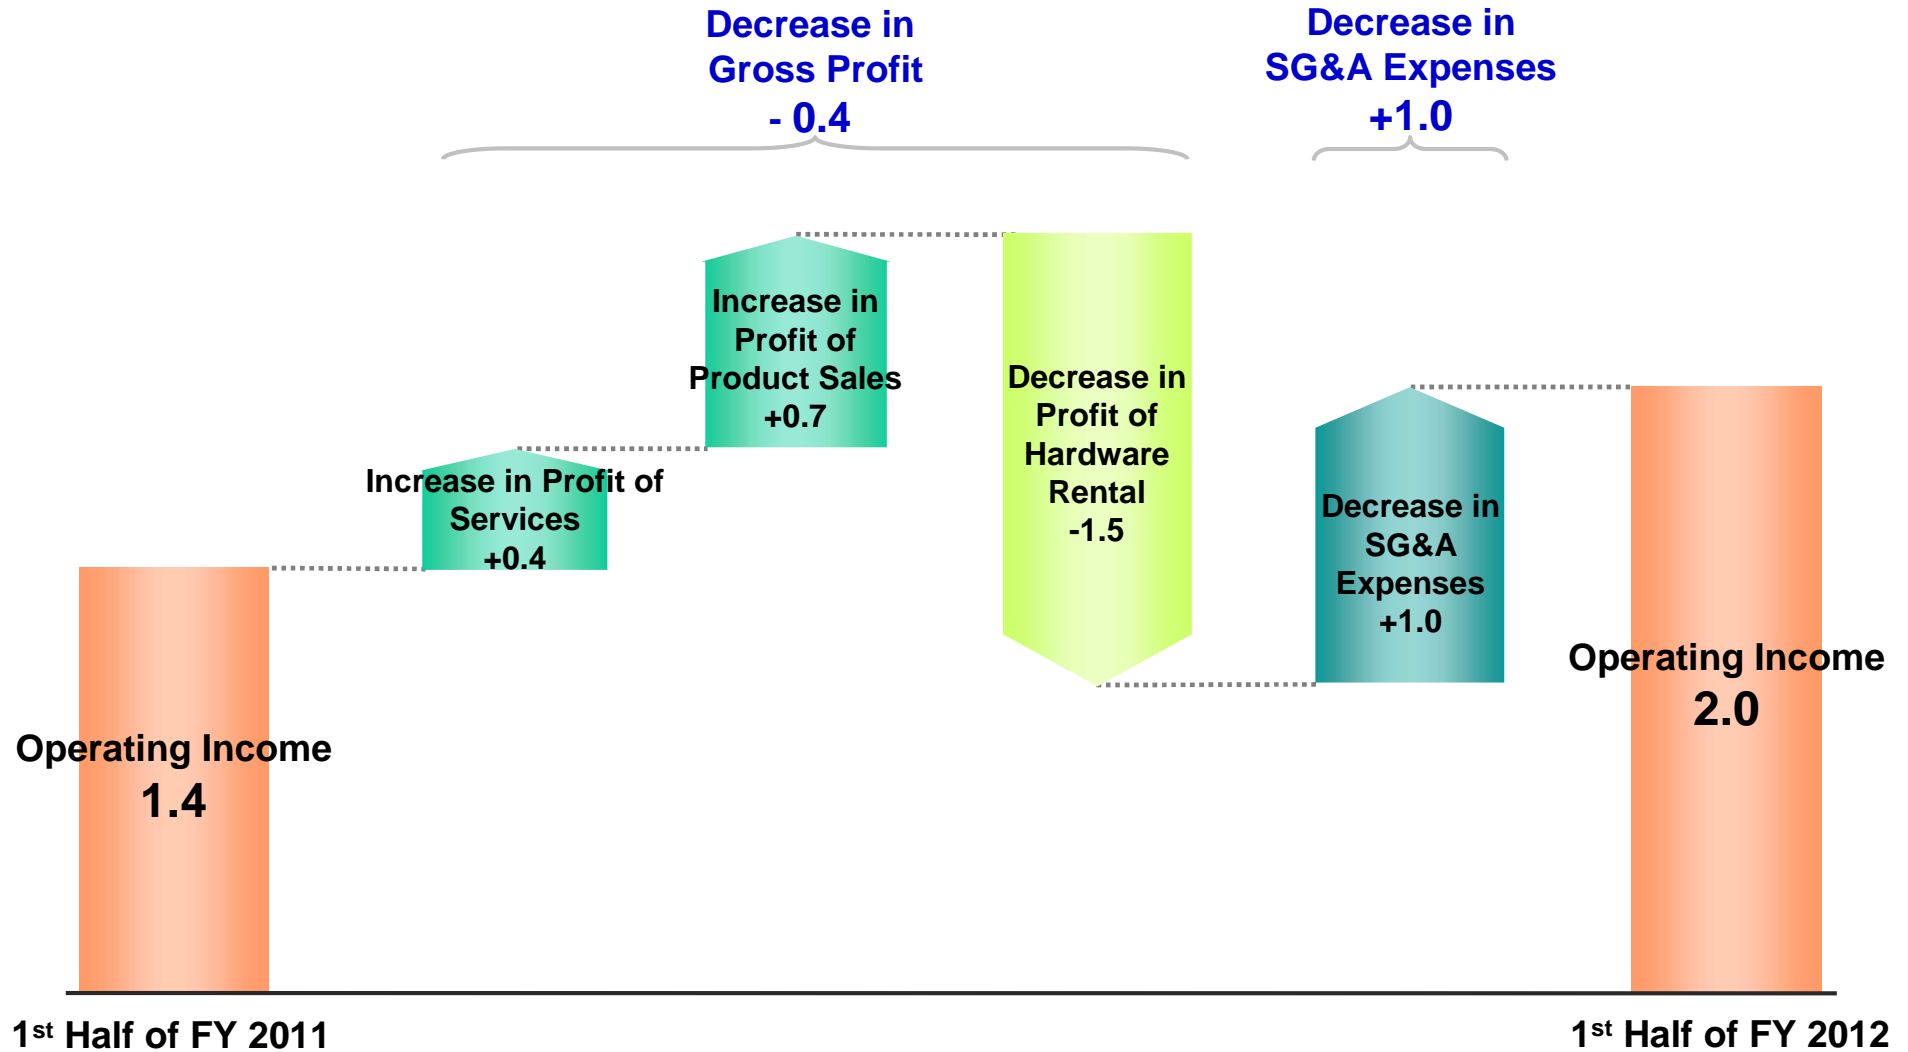 Decrease in
Gross Profit
- 0.4
Decrease in
SG&A Expenses
+1.0
Increase in
Profit of
Product Sales
+0.7
Decrease in
Profit of
Hardware
Rental
-1.5
Increase in Profit of
Services
+0.4
Decrease in
SG&A
Expenses
+1.0
Operating Income
2.0
Operating Income
1.4
1st Half of FY 2011
1st Half of FY 2012